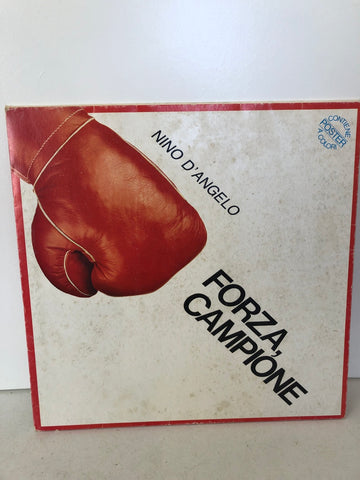 NINO D'ANGELO
CONTIENE
POSTER
A COLORI
FORZA,
CAMPIONE